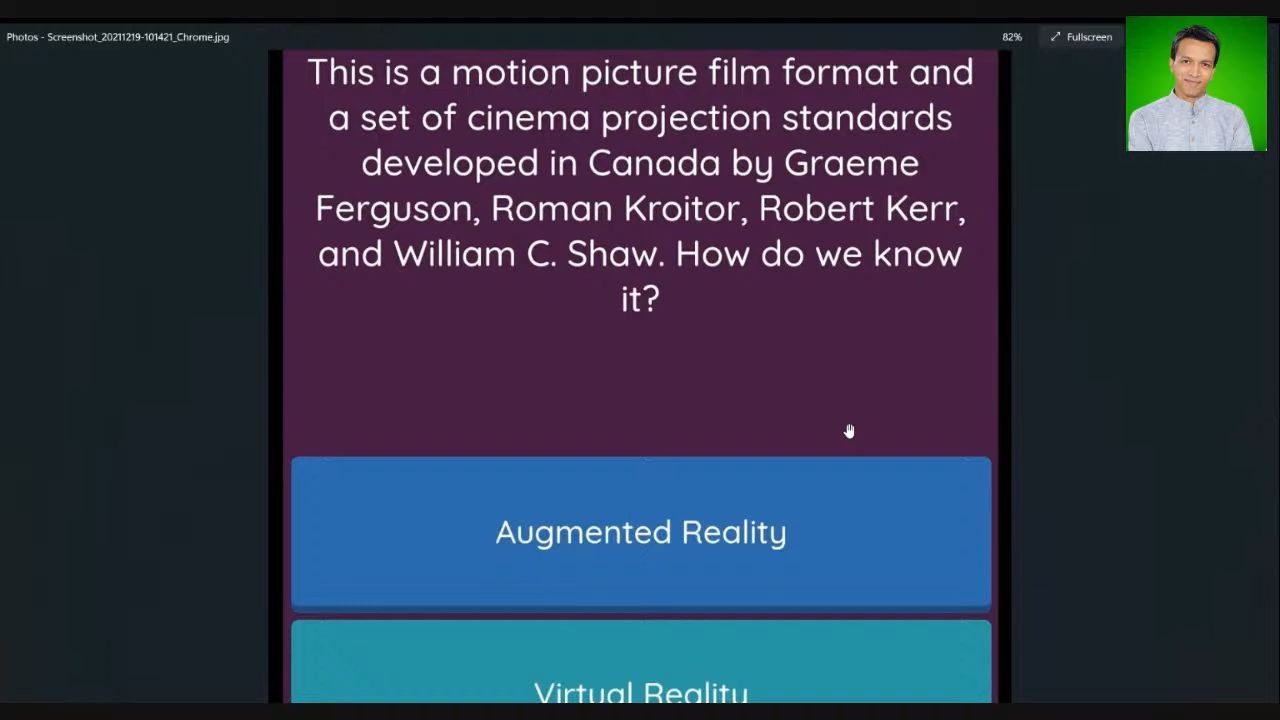 Photos - Screenshot_20211219-101421_Chrome.jpg
82%
Fullscreen
This is a motion picture film format and
a set of cinema projection standards
developed in Canada by Graeme
Ferguson, Roman Kroitor, Robert Kerr,
and William C. Shaw. How do we know
it?
Augmented Reality
Virtual Reality